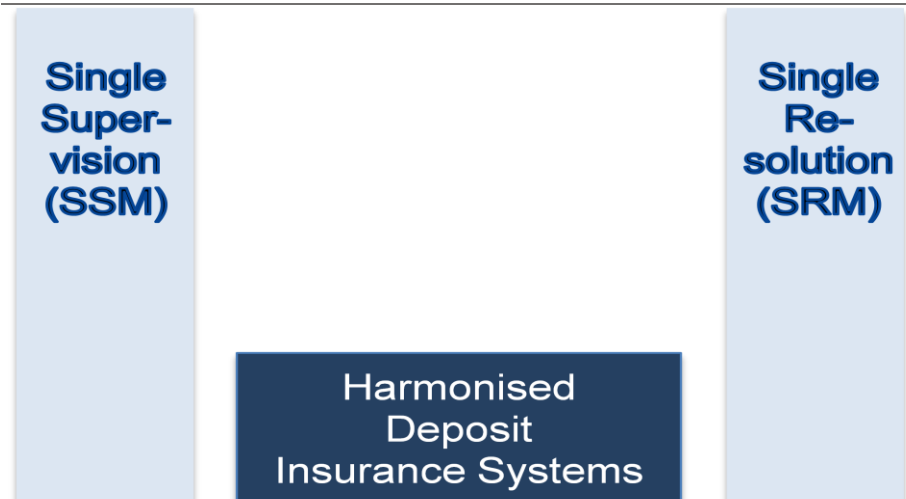 Single
Super-
vision
(SSM)
Single
Re-
solution
(SRM)
Harmonised
Deposit
Insurance Systems